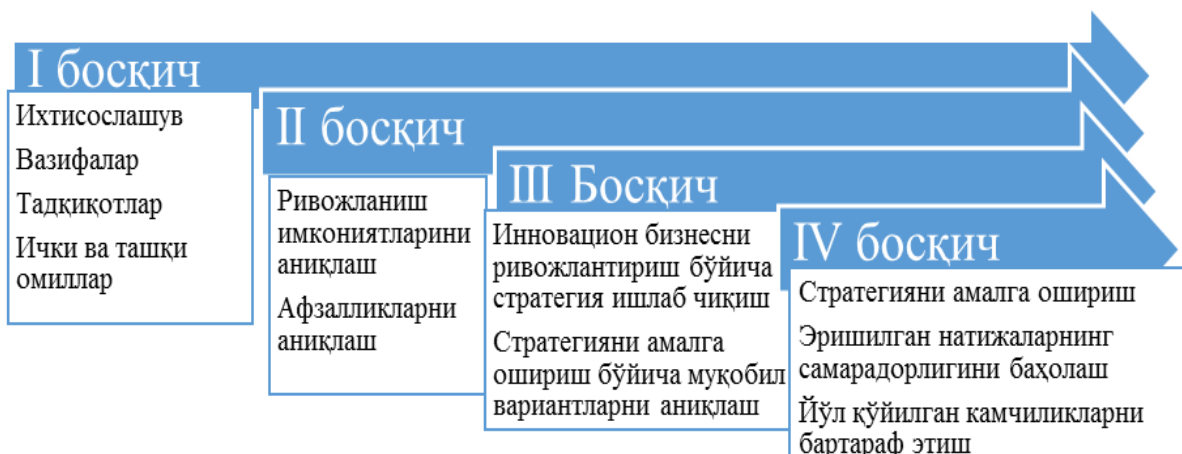 I босқич
Ихтисослашув
Вазифалар
Тадқиқотлар
Ички ва ташқи
омиллар
II босқич
Ривожланиш
имкониятларини
аниқлаш
Афзалликларни
аниқлаш
III Босқич
Инновацион бизнесни
ривожлантириш бўйича
стратегия ишлаб чиқиш
Стратегияни амалга
ошириш бўйича муқобил
вариантларни аниқлаш
IV босқич
Стратегияни амалга ошириш
Эришилган натижаларнинг
самарадорлигини баҳолаш
Йўл қўйилган камчиликларни
бартараф этиш